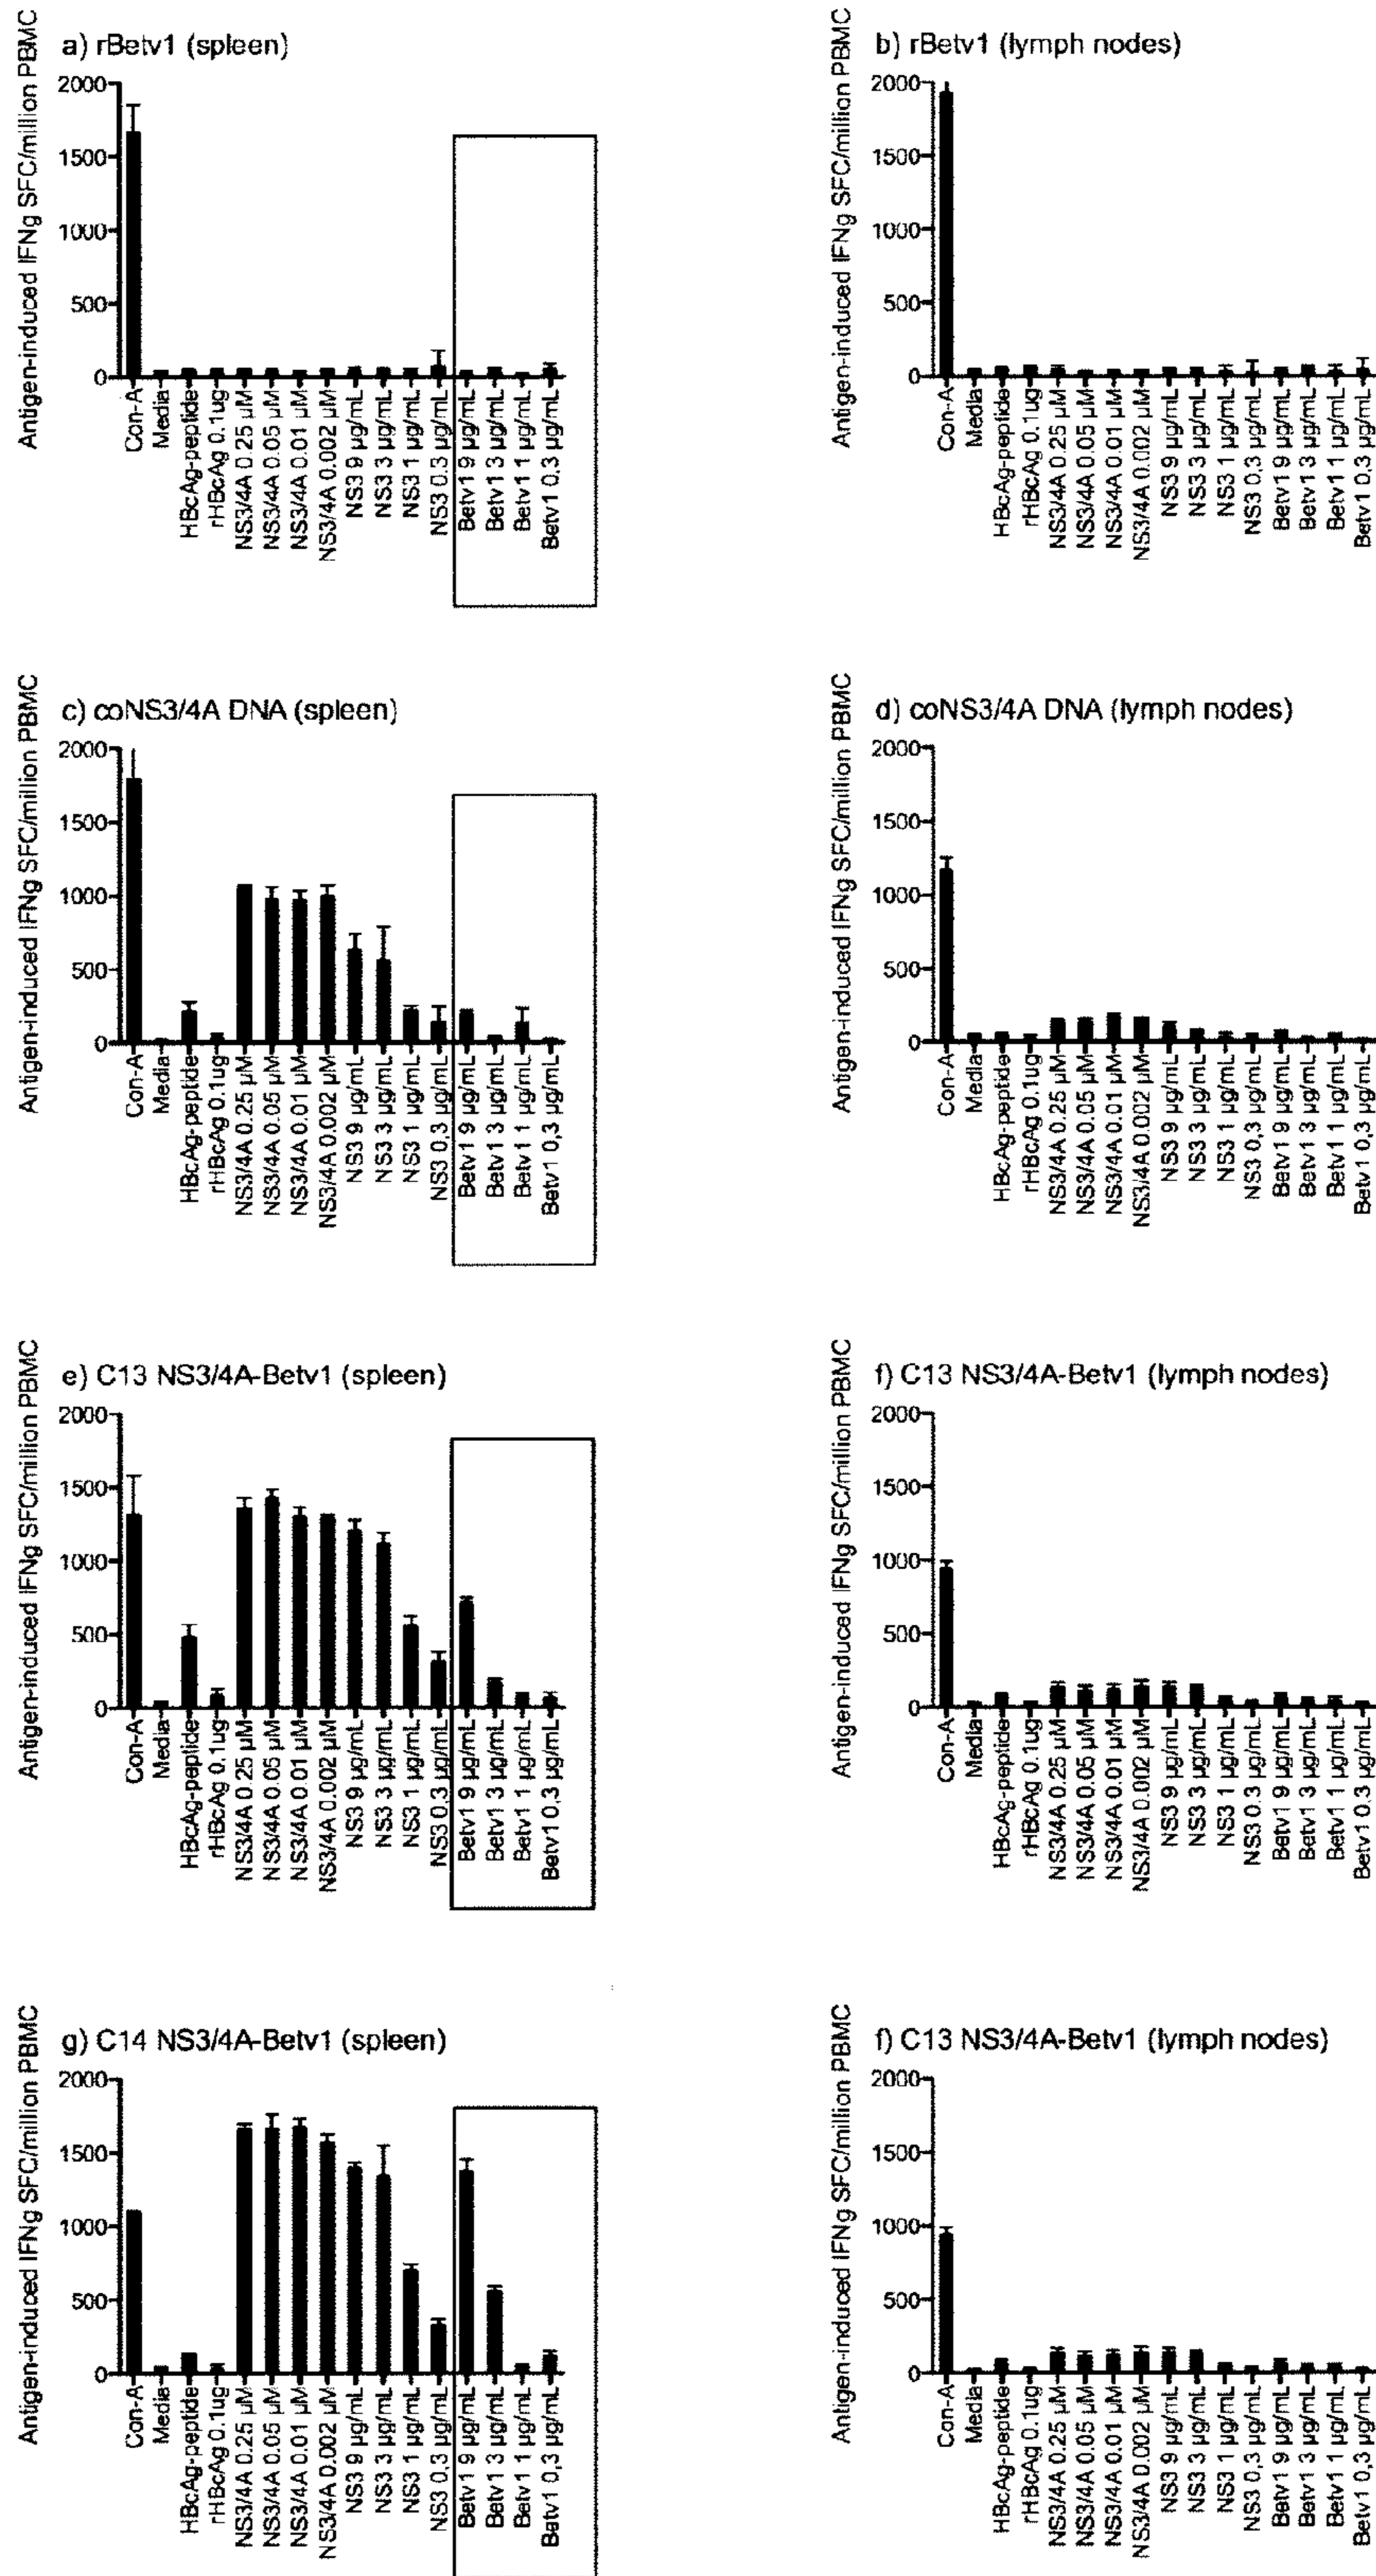 a) rBetv1 (spleen)
Antigen-induced IFNg SFC/million PBMC
2000
1500
1000
500
0
Con-A
Media
HBcAg-peptide
rHBcAg 0.1ug
NS3/4A 0.25 µM
NS3/4A 0.05 µM
NS3/4A 0.01 µM
NS3/4A 0.002 µM
NS3 9 µg/mL
NS3 3 µg/mL
NS3 1 µg/mL
NS3 0,3 µg/mL
Betv1 9 µg/mL
Betv1 3 µg/mL
Betv1 1 µg/mL
Betv1 0,3 µg/mL
b) rBetv1 (lymph nodes)
Antigen-induced IFNg SFC/million PBMC
2000
1500
1000
500
0
Con-A
Media
HBcAg-peptide
rHBcAg 0.1ug
NS3/4A 0.25 µM
NS3/4A 0.05 µM
NS3/4A 0.01 µM
NS3/4A 0.002 µM
NS3 9 µg/mL
NS3 3 µg/mL
NS3 1 µg/mL
NS3 0,3 µg/mL
Betv1 9 µg/mL
Betv1 3 µg/mL
Betv1 1 µg/mL
Betv1 0,3 µg/mL
c) coNS3/4A DNA (spleen)
Antigen-induced IFNg SFC/million PBMC
2000
1500
1000
500
0
Con-A
Media
HBcAg-peptide
rHBcAg 0.1ug
NS3/4A 0.25 µM
NS3/4A 0.05 µM
NS3/4A 0.01 µM
NS3/4A 0.002 µM
NS3 9 µg/mL
NS3 3 µg/mL
NS3 1 µg/mL
NS3 0,3 µg/mL
Betv1 9 µg/mL
Betv1 3 µg/mL
Betv1 1 µg/mL
Betv1 0,3 µg/mL
d) coNS3/4A DNA (lymph nodes)
Antigen-induced IFNg SFC/million PBMC
2000
1500
1000
500
0
Con-A
Media
HBcAg-peptide
rHBcAg 0.1ug
NS3/4A 0.25 µM
NS3/4A 0.05 µM
NS3/4A 0.01 µM
NS3/4A 0.002 µM
NS3 9 µg/mL
NS3 3 µg/mL
NS3 1 µg/mL
NS3 0,3 µg/mL
Betv1 9 µg/mL
Betv1 3 µg/mL
Betv1 1 µg/mL
Betv1 0,3 µg/mL
e) C13 NS3/4A-Betv1 (spleen)
Antigen-induced IFNg SFC/million PBMC
2000
1500
1000
500
0
Con-A
Media
HBcAg-peptide
rHBcAg 0.1ug
NS3/4A 0.25 µM
NS3/4A 0.05 µM
NS3/4A 0.01 µM
NS3/4A 0.002 µM
NS3 9 µg/mL
NS3 3 µg/mL
NS3 1 µg/mL
NS3 0,3 µg/mL
Betv1 9 µg/mL
Betv1 3 µg/mL
Betv1 1 µg/mL
Betv1 0,3 µg/mL
f) C13 NS3/4A-Betv1 (lymph nodes)
Antigen-induced IFNg SFC/million PBMC
2000
1500
1000
500
0
Con-A
Media
HBcAg-peptide
rHBcAg 0.1ug
NS3/4A 0.25 µM
NS3/4A 0.05 µM
NS3/4A 0.01 µM
NS3/4A 0.002 µM
NS3 9 µg/mL
NS3 3 µg/mL
NS3 1 µg/mL
NS3 0,3 µg/mL
Betv1 9 µg/mL
Betv1 3 µg/mL
Betv1 1 µg/mL
Betv1 0,3 µg/mL
g) C14 NS3/4A-Betv1 (spleen)
Antigen-induced IFNg SFC/million PBMC
2000
1500
1000
500
0
Con-A
Media
HBcAg-peptide
rHBcAg 0.1ug
NS3/4A 0.25 µM
NS3/4A 0.05 µM
NS3/4A 0.01 µM
NS3/4A 0.002 µM
NS3 9 µg/mL
NS3 3 µg/mL
NS3 1 µg/mL
NS3 0,3 µg/mL
Betv1 9 µg/mL
Betv1 3 µg/mL
Betv1 1 µg/mL
Betv1 0,3 µg/mL
f) C13 NS3/4A-Betv1 (lymph nodes)
Antigen-induced IFNg SFC/million PBMC
2000
1500
1000
500
0
Con-A
Media
HBcAg-peptide
rHBcAg 0.1ug
NS3/4A 0.25 µM
NS3/4A 0.05 µM
NS3/4A 0.01 µM
NS3/4A 0.002 µM
NS3 9 µg/mL
NS3 3 µg/mL
NS3 1 µg/mL
NS3 0,3 µg/mL
Betv1 9 µg/mL
Betv1 3 µg/mL
Betv1 1 µg/mL
Betv1 0,3 µg/mL